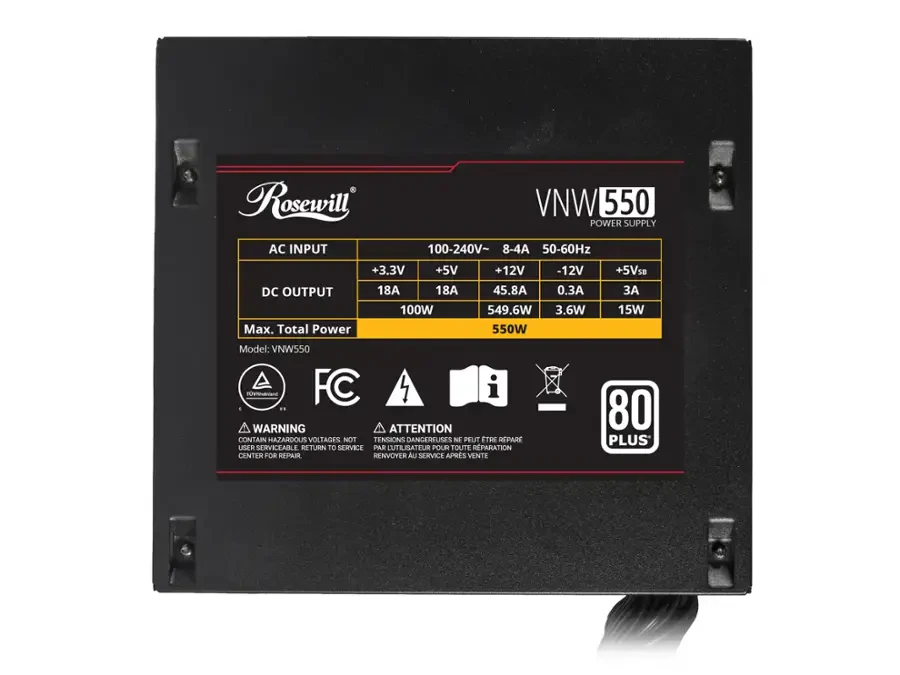 Rosewill®
VNW550
POWER SUPPLY
AC INPUT 100-240V~ 8-4A 50-60Hz
DC OUTPUT +3.3V +5V +12V -12V +5VSB
18A 18A 45.8A 0.3A 3A
100W 549.6W 3.6W 15W
Max. Total Power 550W
Model: VNW550
TÜVRheinland
FC
i
80
PLUS®
⚠ WARNING
CONTAIN HAZARDOUS VOLTAGES. NOT
USER SERVICEABLE. RETURN TO SERVICE
CENTER FOR REPAIR.
⚠ ATTENTION
TENSIONS DANGEREUSES NE PEUT ÊTRE RÉPARÉ
PAR L'UTILISATEUR POUR TOUTE RÉPARATION
RENVOYER AU SERVICE APRÈS VENTE